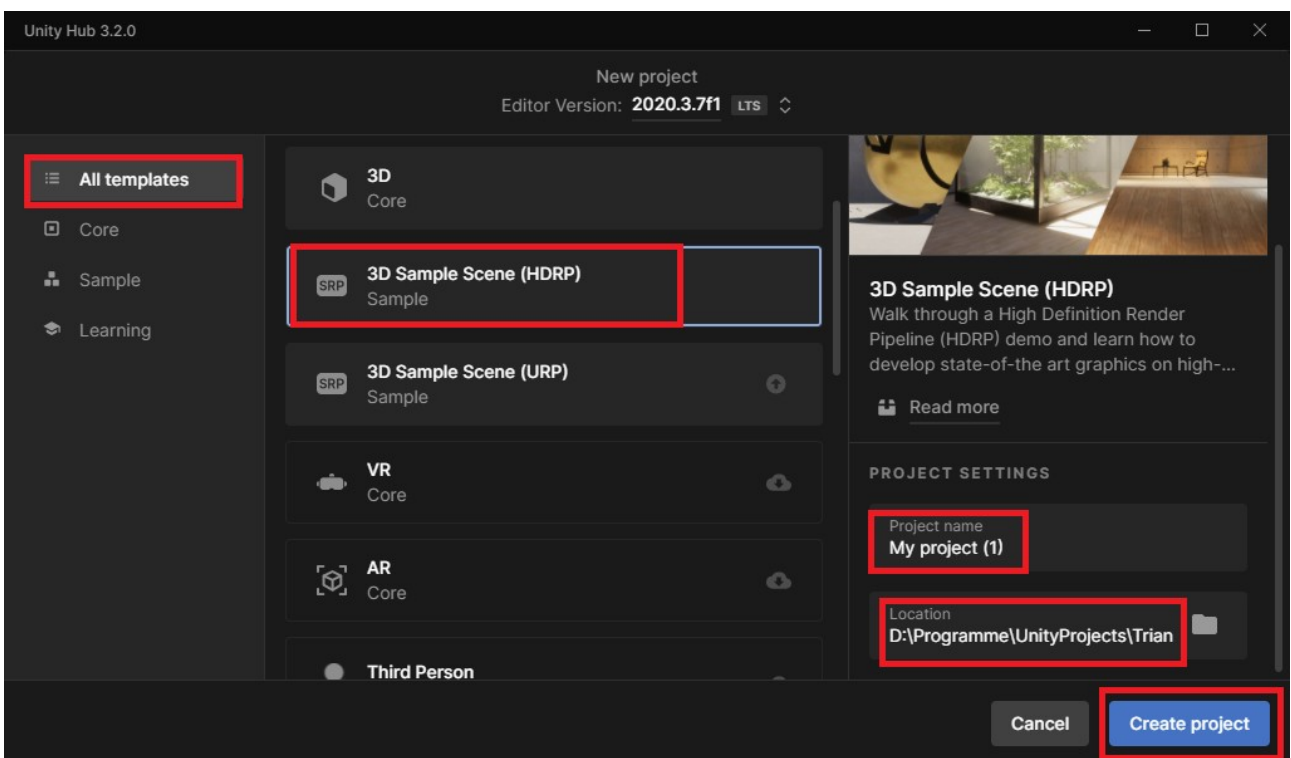 Unity Hub 3.2.0
New project
Editor Version: 2020.3.7f1 LTS
All templates
Core
Sample
Learning
3D
Core
SRP
3D Sample Scene (HDRP)
Sample
SRP
3D Sample Scene (URP)
Sample
VR
Core
AR
Core
Third Person
3D Sample Scene (HDRP)
Walk through a High Definition Render
Pipeline (HDRP) demo and learn how to
develop state-of-the art graphics on high-...
Read more
PROJECT SETTINGS
Project name
My project (1)
Location
D:\Programme\UnityProjects\Trian
Cancel
Create project